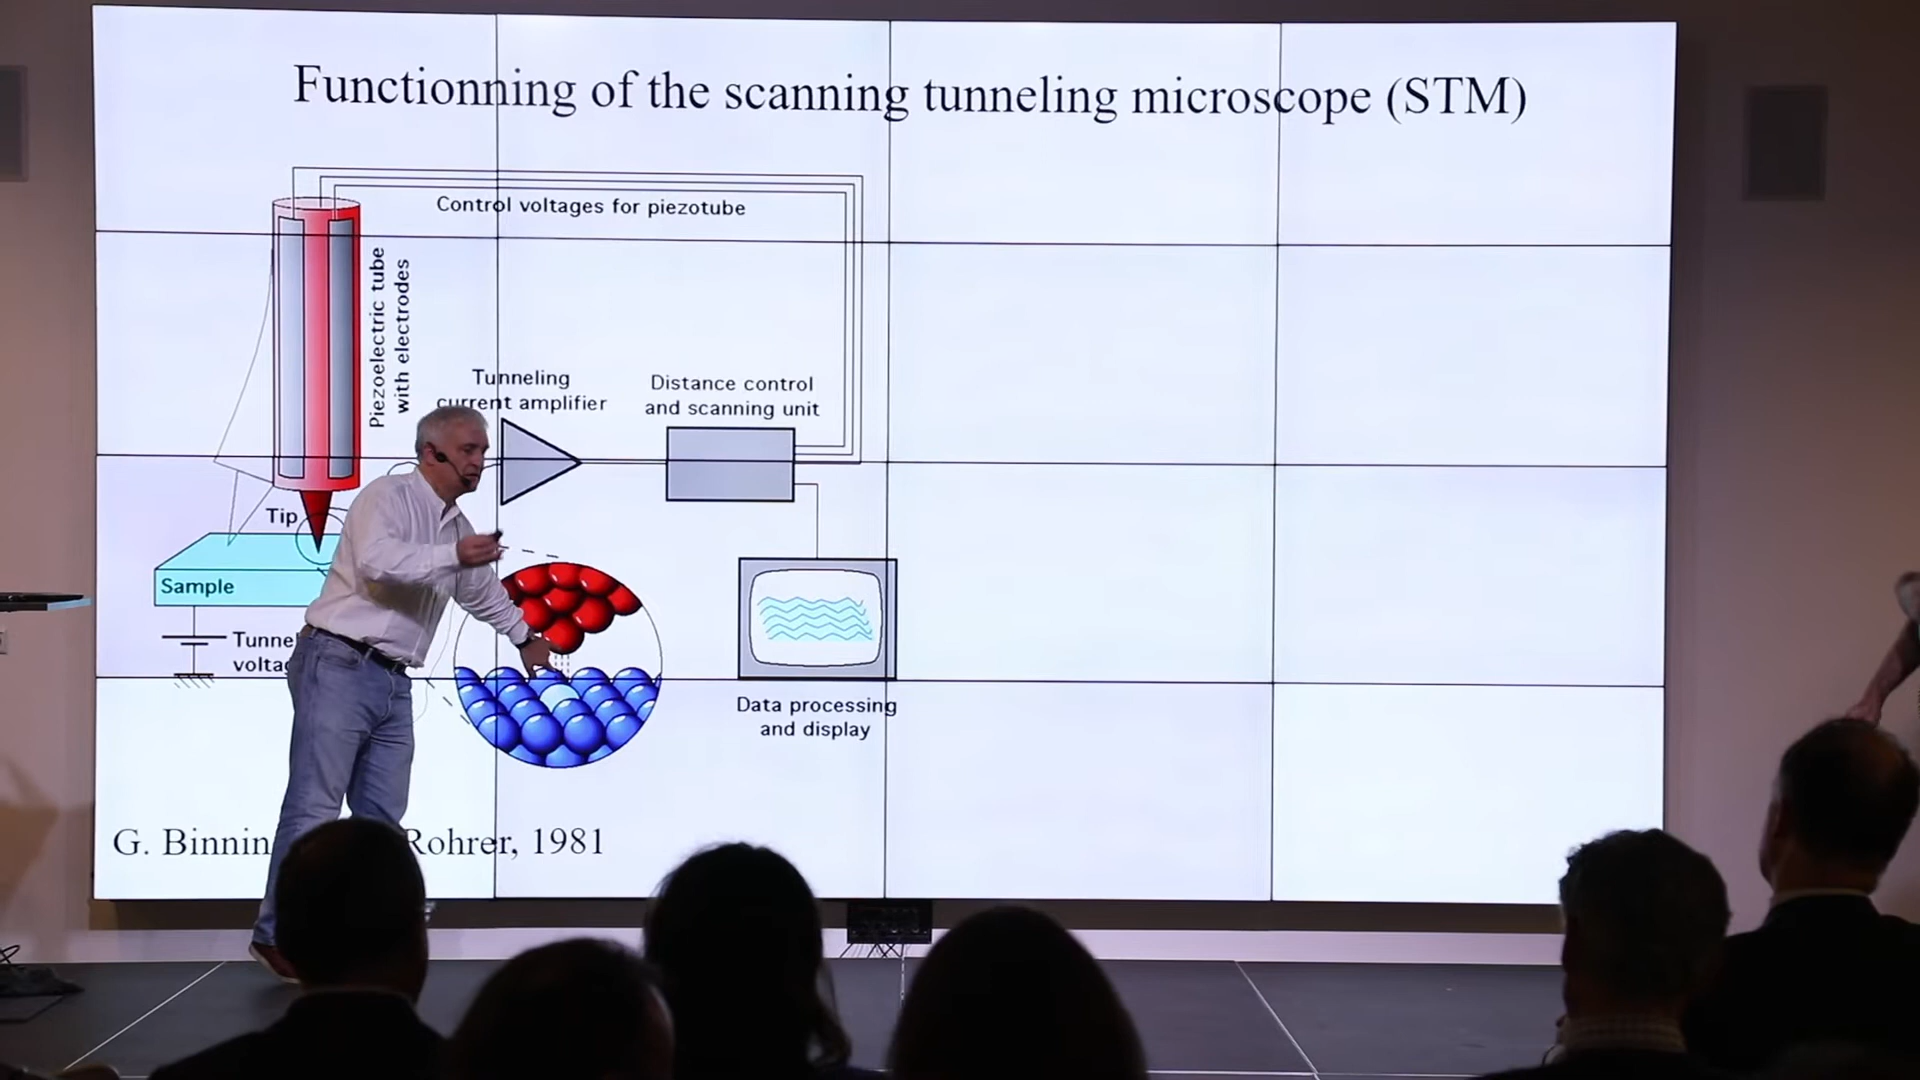 Functionning of the scanning tunneling microscope (STM)
Control voltages for piezotube
Piezoelectric tube
with electrodes
Tunneling
current amplifier
Distance control
and scanning unit
Tip
Sample
Data processing
and display
G. Rohrer, 1981